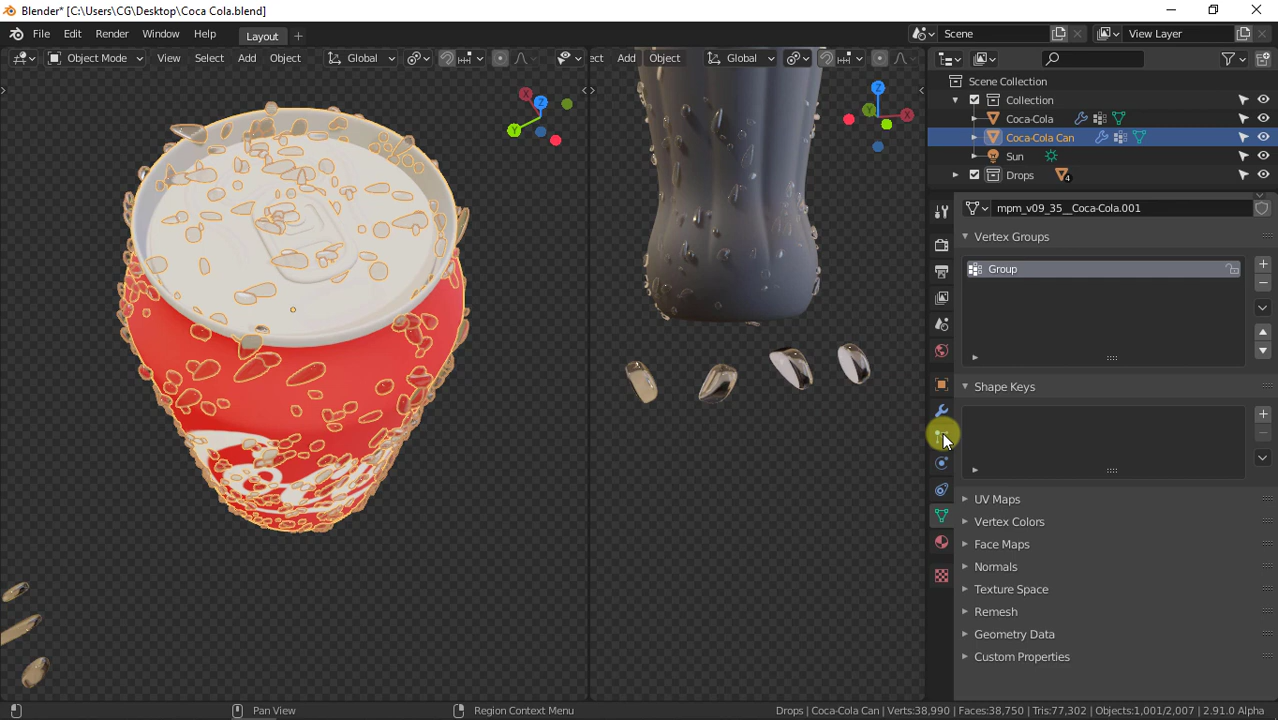 Blender* [C:\Users\CG\Desktop\Coca Cola.blend]
File Edit Render Window Help Layout + Scene View Layer
Object Mode View Select Add Object Global ect Add Object Global
X Z Y Z X Y
Scene Collection
Collection
Coca-Cola
Coca-Cola Can
Sun
Drops 4
mpm_v09_35__Coca-Cola.001
Vertex Groups
Group
Shape Keys
UV Maps
Vertex Colors
Face Maps
Normals
Texture Space
Remesh
Geometry Data
Custom Properties
Pan View Region Context Menu Drops | Coca-Cola Can | Verts:38,990 | Faces:38,750 | Tris:77,302 | Objects:1,001/2,007 | 2.91.0 Alpha